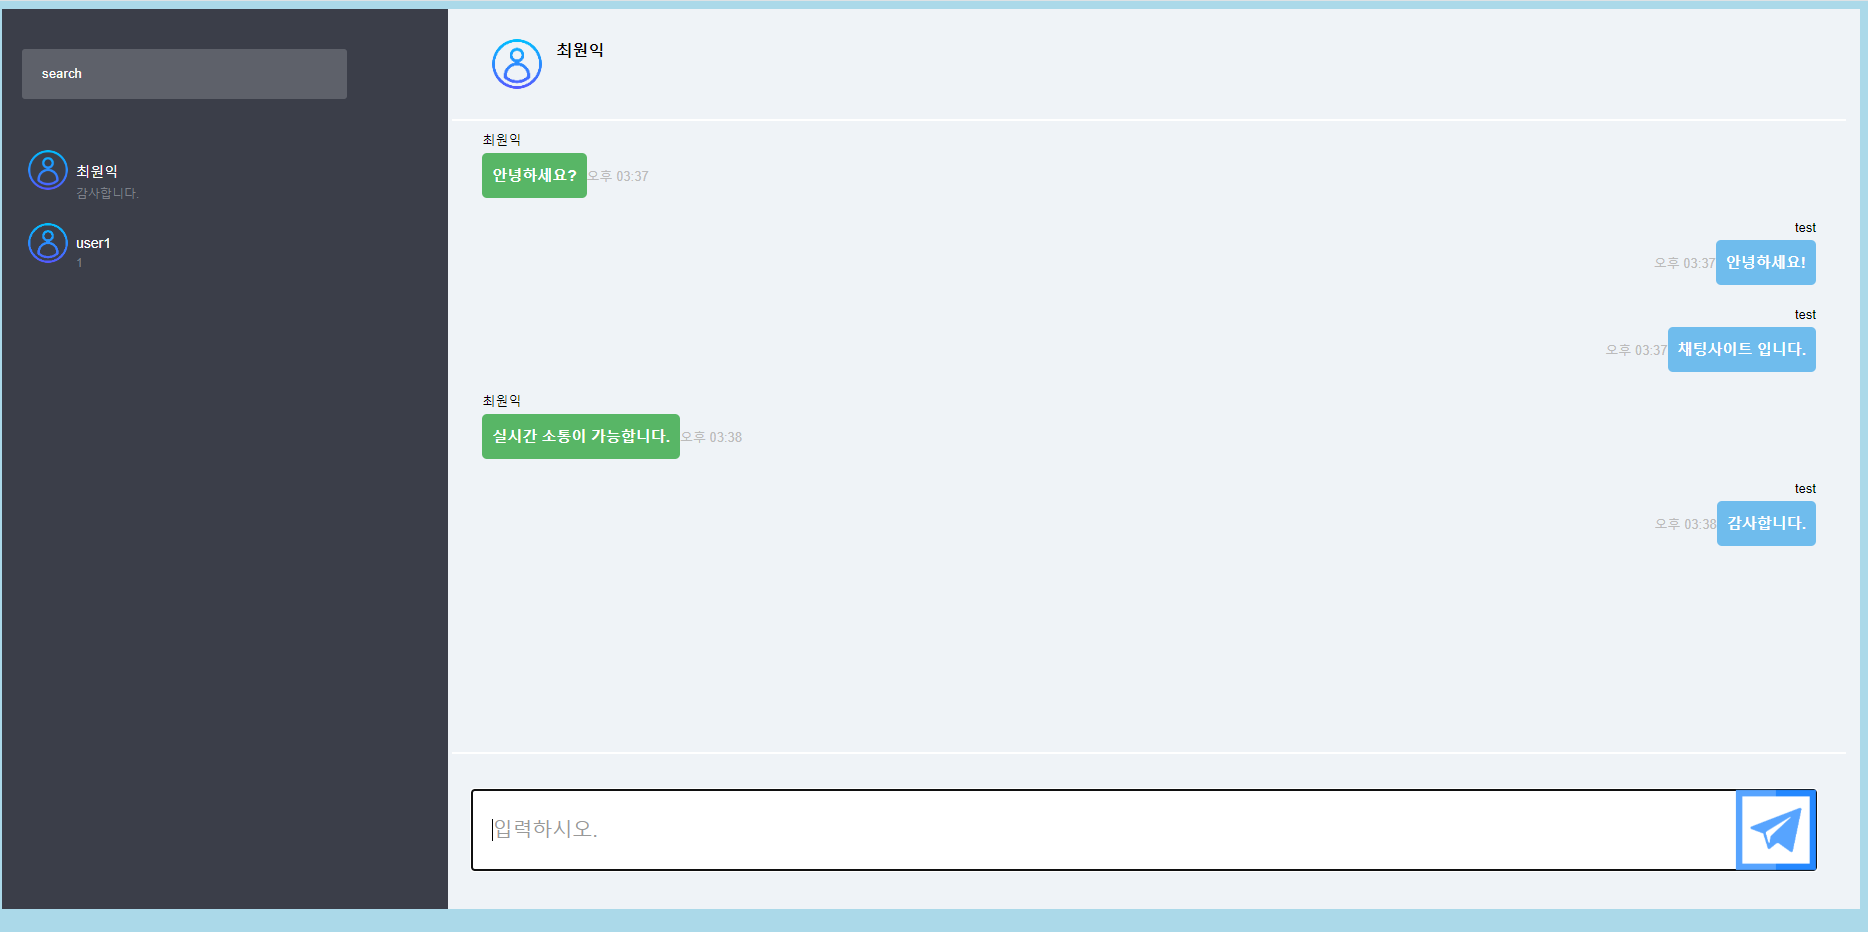 search
최원익
감사합니다.
user1
1
최원익
최원익
안녕하세요?
오후 03:37
test
오후 03:37
안녕하세요!
test
오후 03:37
채팅사이트 입니다.
최원익
실시간 소통이 가능합니다.
오후 03:38
test
오후 03:38
감사합니다.
입력하시오.